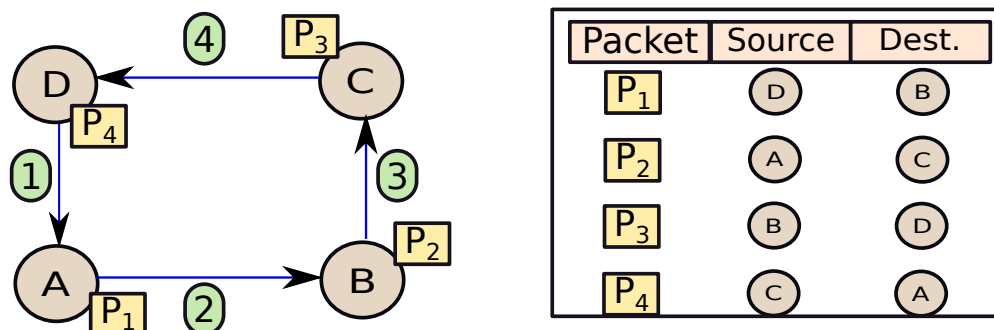 4
P3
D
C
P4
1
3
P2
A
B
P1
2
Packet Source Dest.
P1 D B
P2 A C
P3 B D
P4 C A